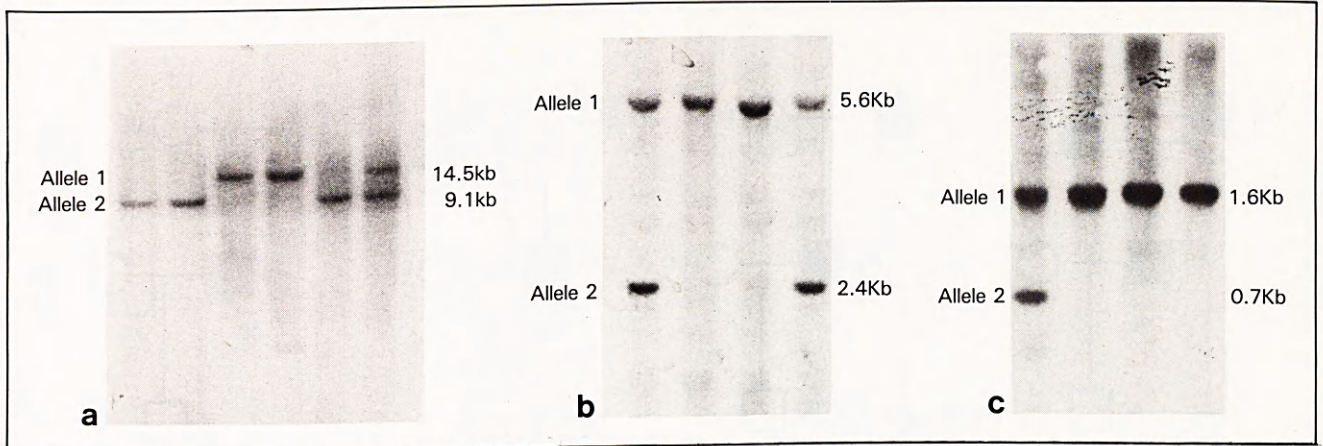 Allele 1
Allele 2
14.5kb
9.1kb
a
Allele 1
5.6Kb
Allele 2
2.4Kb
b
Allele 1
1.6Kb
Allele 2
0.7Kb
c